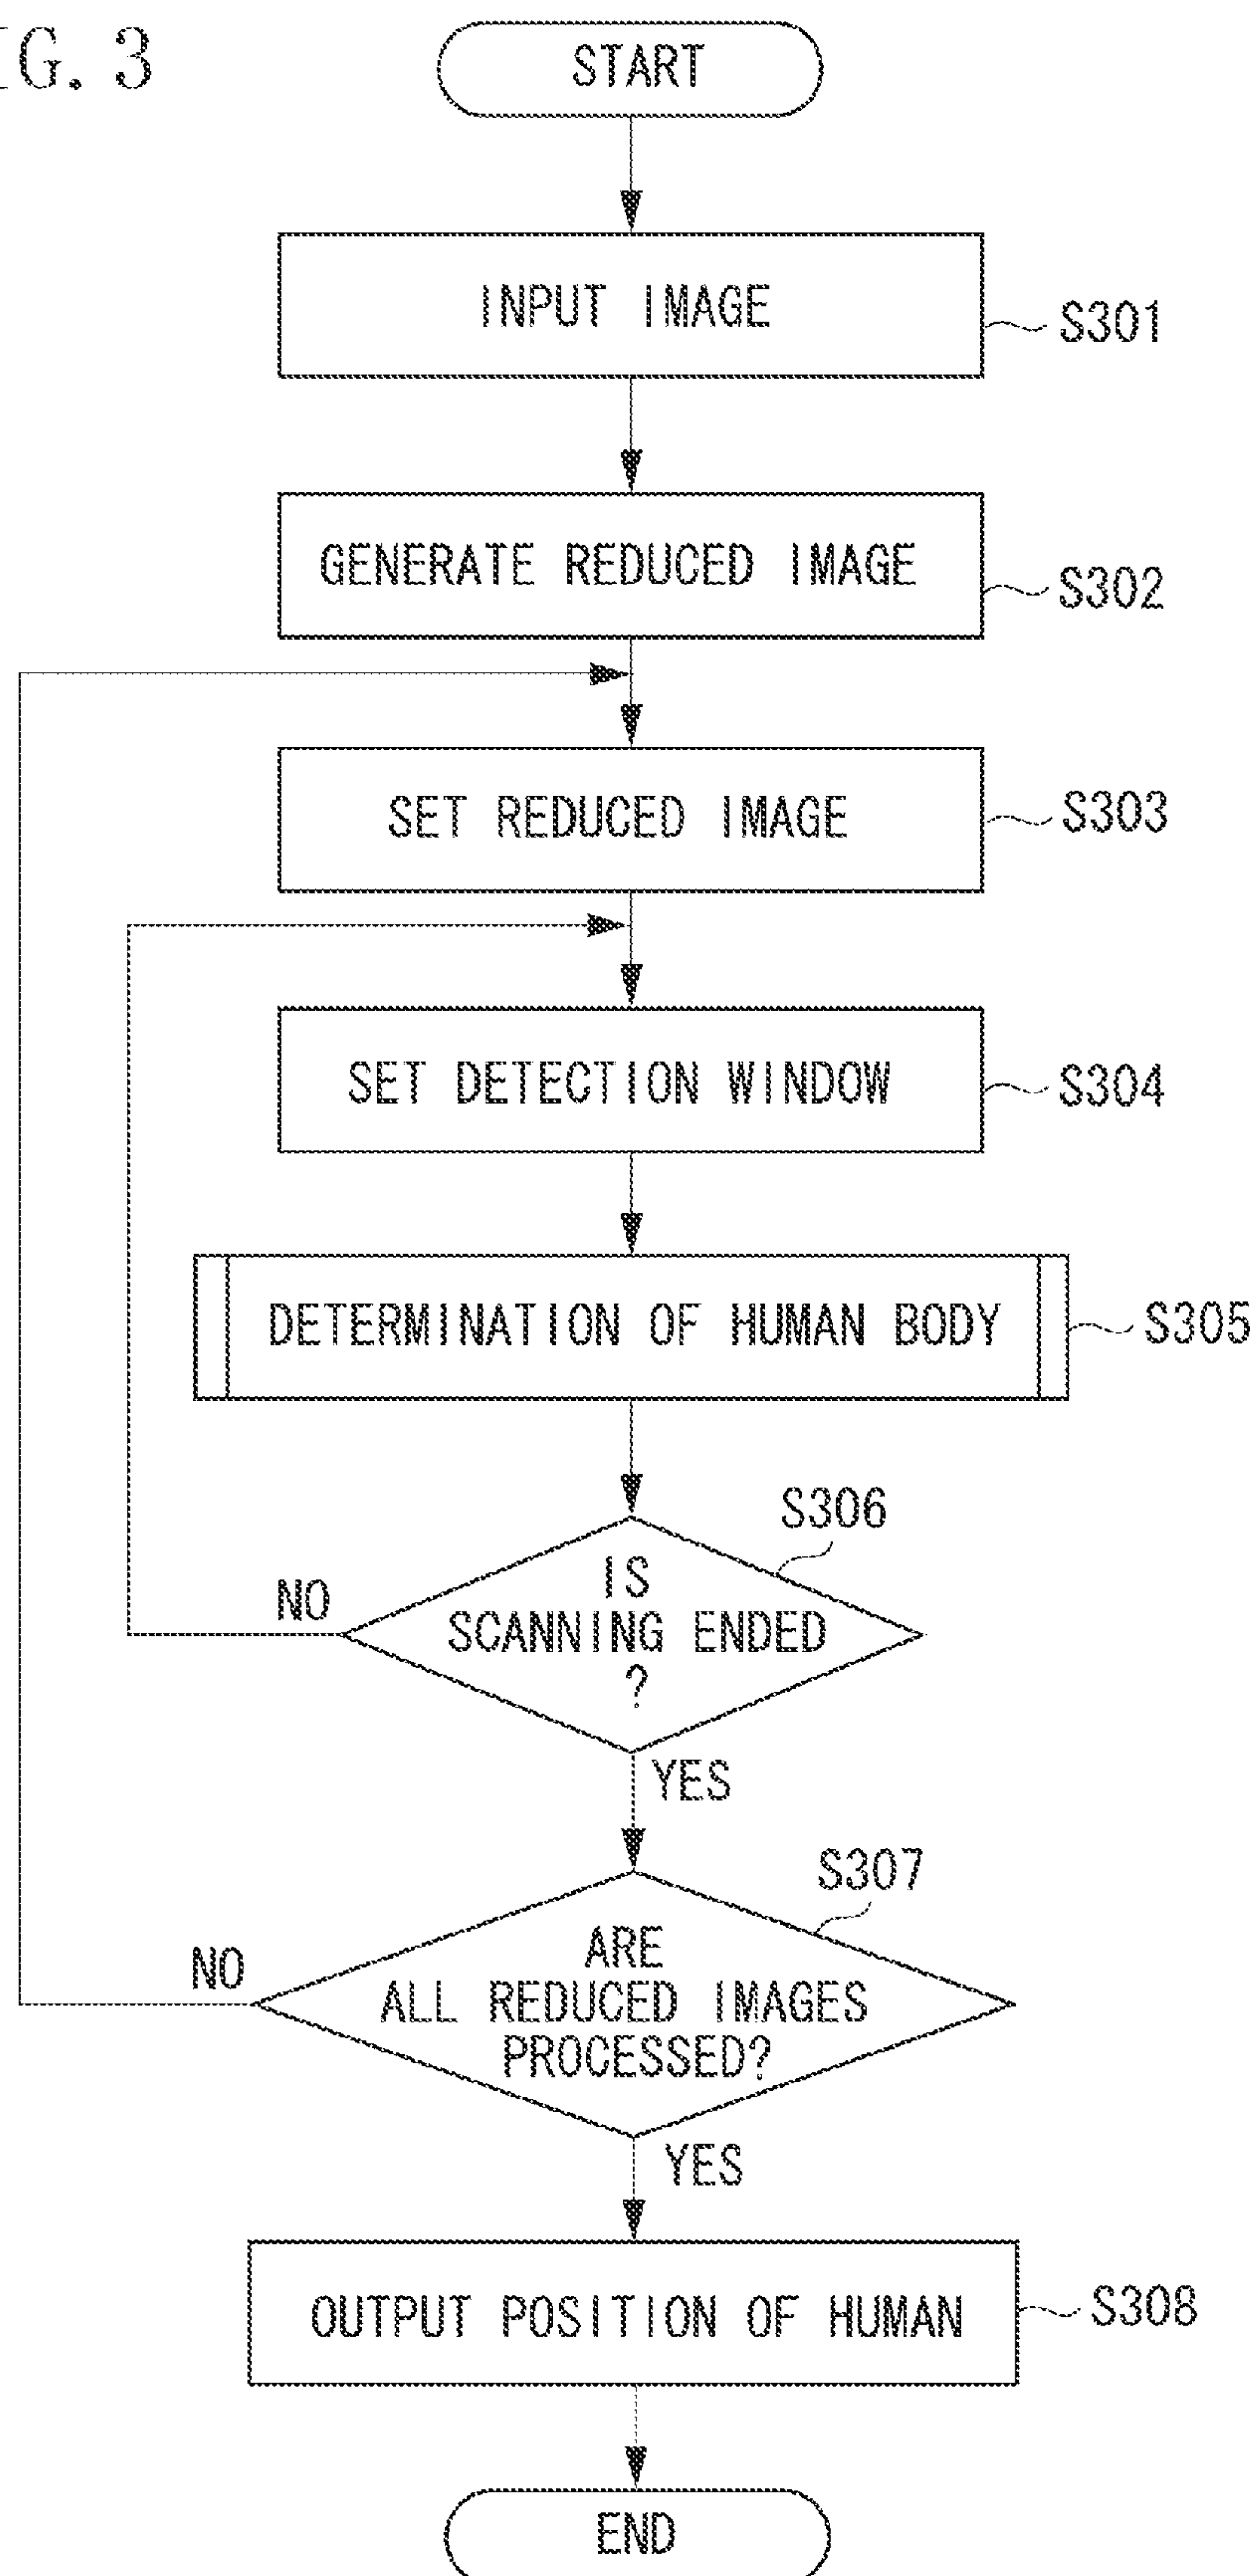 IG. 3
START
INPUT IMAGE
S301
GENERATE REDUCED IMAGE
S302
SET REDUCED IMAGE
S303
SET DETECTION WINDOW
S304
DETERMINATION OF HUMAN BODY
S305
S306
IS
SCANNING ENDED
?
NO
YES
S307
ARE
ALL REDUCED IMAGES
PROCESSED?
NO
YES
OUTPUT POSITION OF HUMAN
S308
END